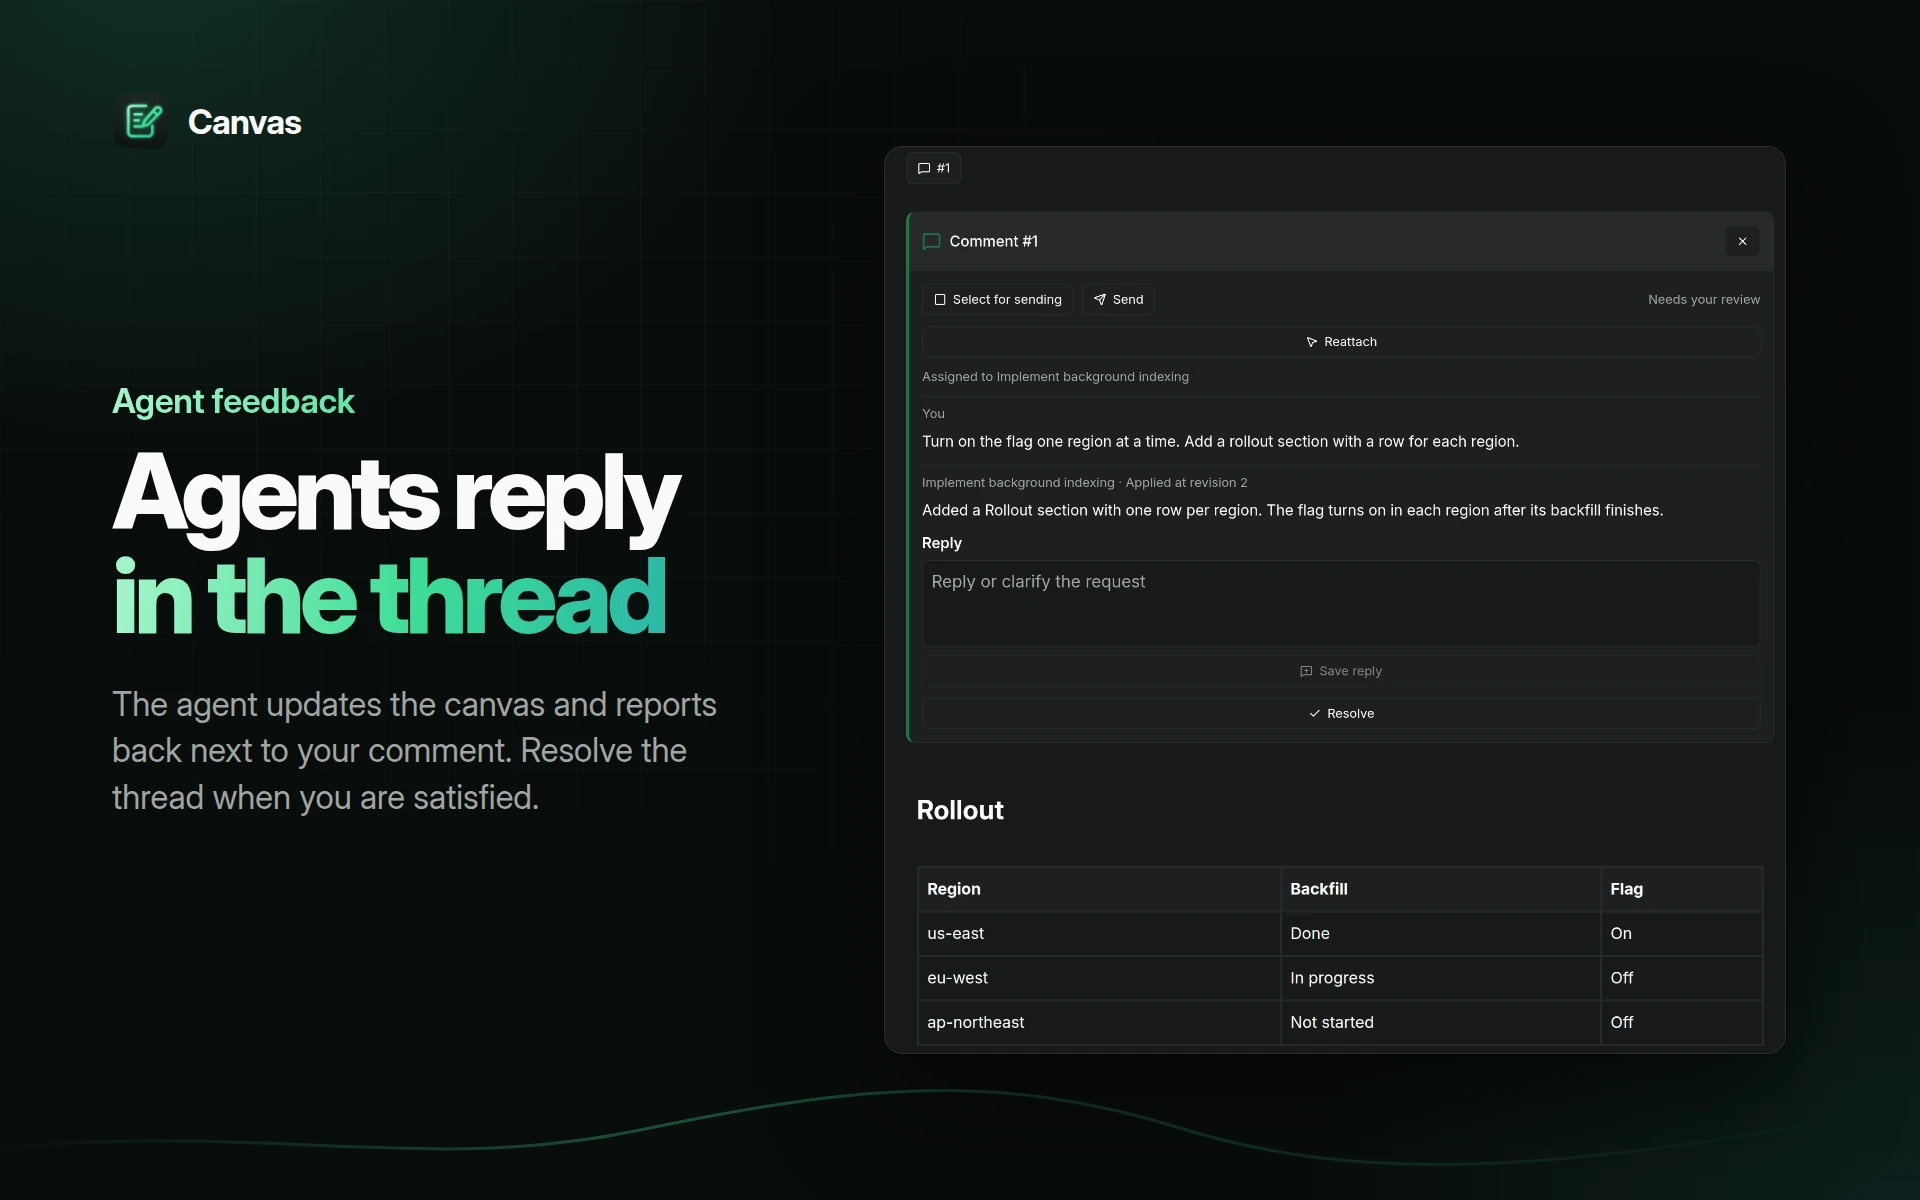 Canvas
Agent feedback
Agents reply
in the thread
The agent updates the canvas and reports
back next to your comment. Resolve the
thread when you are satisfied.
#1
Comment #1
Select for sending
Send
Needs your review
Reattach
Assigned to Implement background indexing
You
Turn on the flag one region at a time. Add a rollout section with a row for each region.
Implement background indexing · Applied at revision 2
Added a Rollout section with one row per region. The flag turns on in each region after its backfill finishes.
Reply
Reply or clarify the request
Save reply
Resolve
Rollout
Region Backfill Flag
us-east Done On
eu-west In progress Off
ap-northeast Not started Off